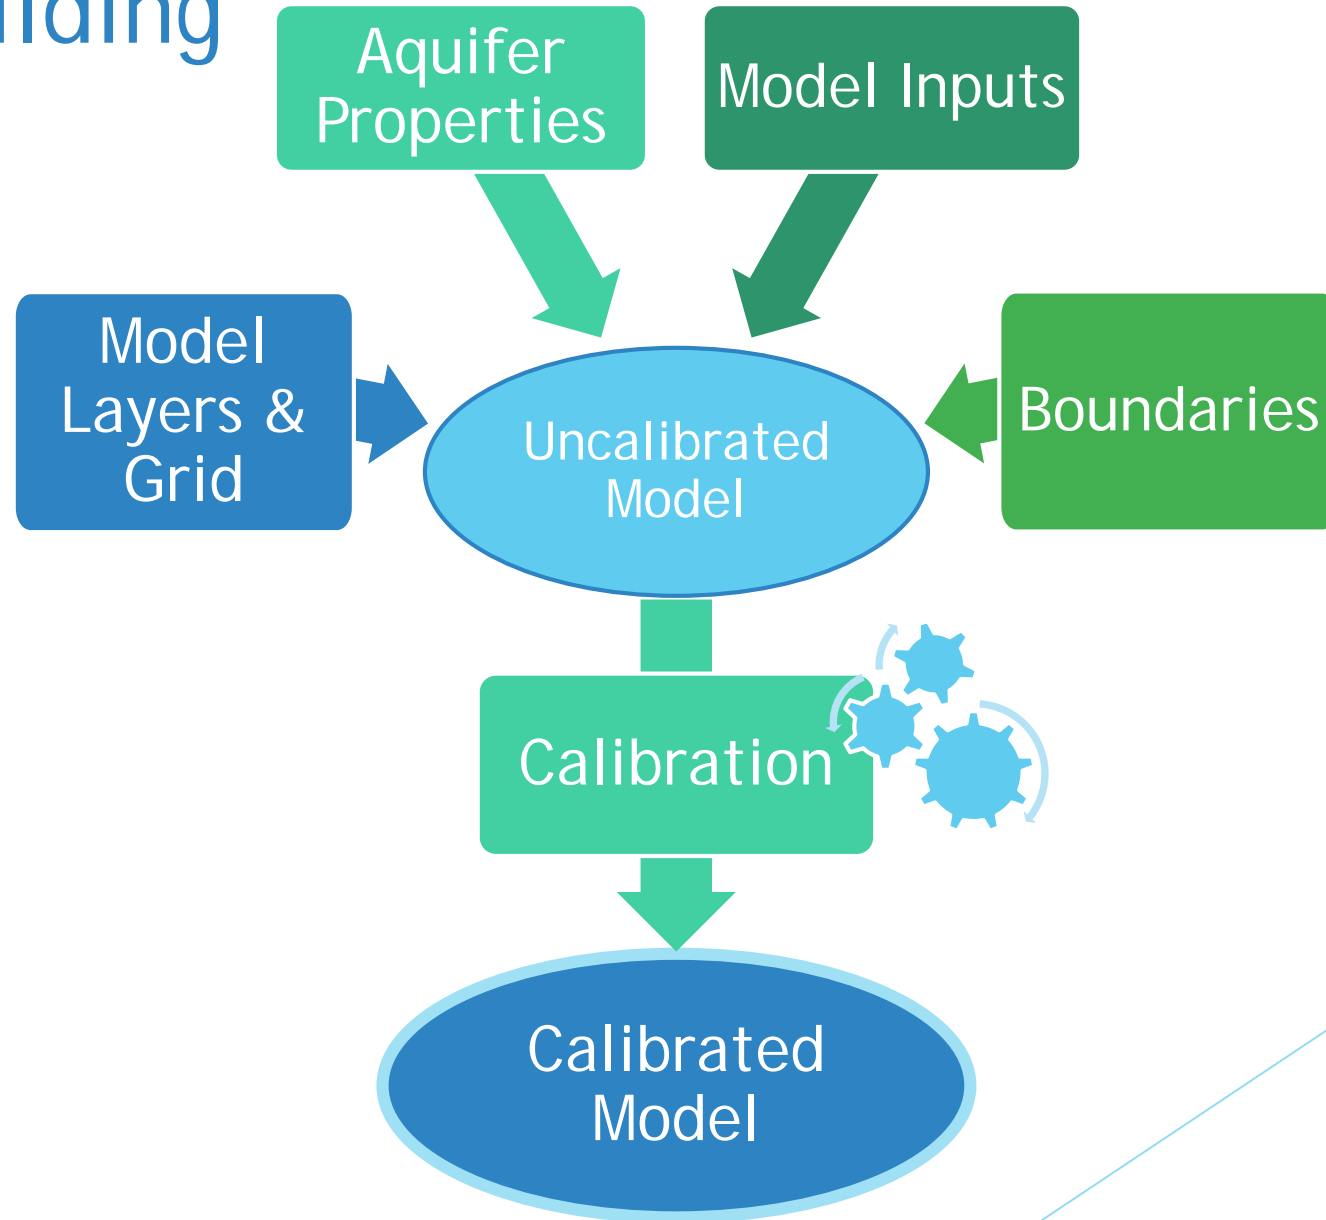 Aquifer
Properties
Model Inputs
Model
Layers &
Grid
Uncalibrated
Model
Boundaries
Calibration
Calibrated
Model